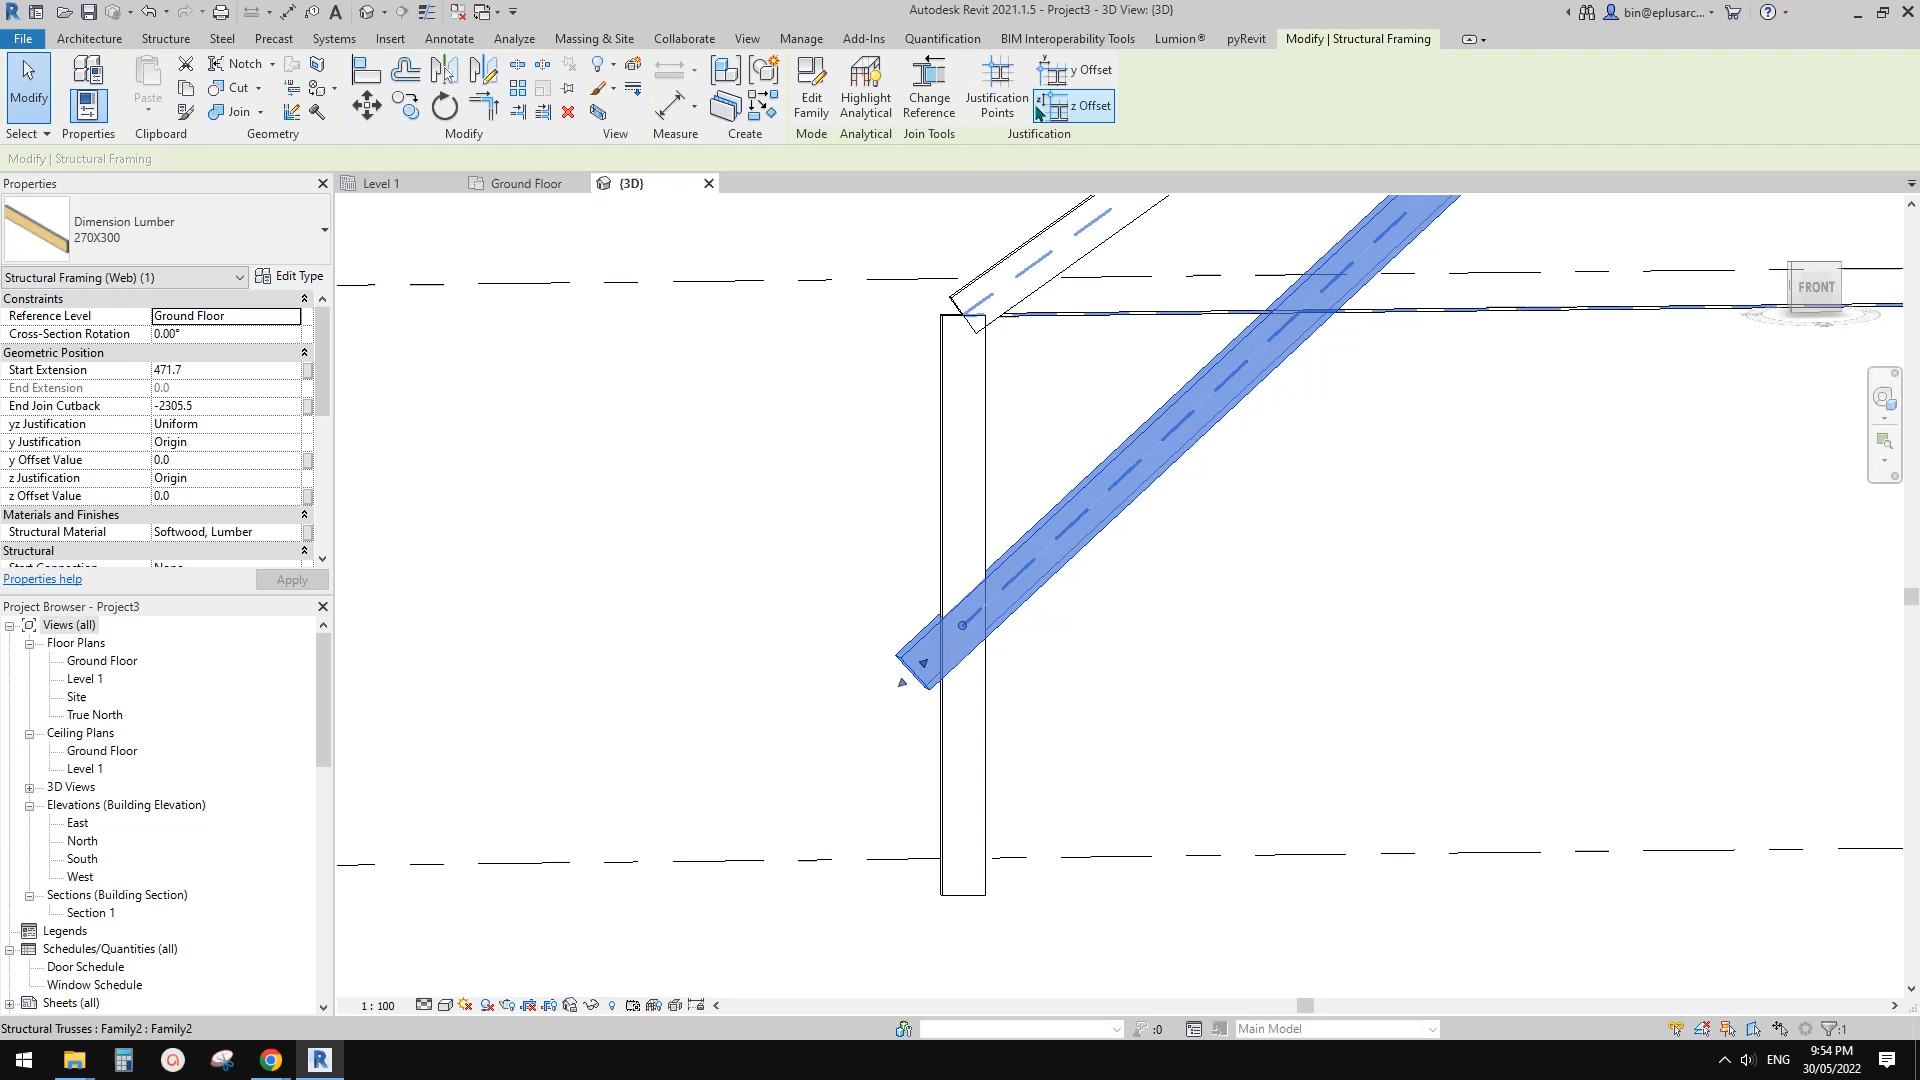 Autodesk Revit 2021.1.5 - Project3 - 3D View: {3D}
bin@eplusarc...
File Architecture Structure Steel Precast Systems Insert Annotate Analyze Massing & Site Collaborate View Manage Add-Ins Quantification BIM Interoperability Tools Lumion® pyRevit Modify | Structural Framing
Modify
Paste
Notch
Cut
Join
Edit
Family
Highlight
Analytical
Change
Reference
Justification
Points
y Offset
z Offset
Select Properties Clipboard Geometry Modify View Measure Create Mode Analytical Join Tools Justification
Modify | Structural Framing
Properties
Level 1
Ground Floor
{3D}
Dimension Lumber
270X300
Structural Framing (Web) (1)
Edit Type
Constraints
Reference Level Ground Floor
Cross-Section Rotation 0.00°
Geometric Position
Start Extension 471.7
End Extension 0.0
End Join Cutback -2305.5
yz Justification Uniform
y Justification Origin
y Offset Value 0.0
z Justification Origin
z Offset Value 0.0
Materials and Finishes
Structural Material Softwood, Lumber
Structural
Properties help
Apply
Project Browser - Project3
Views (all)
Floor Plans
Ground Floor
Level 1
Site
True North
Ceiling Plans
Ground Floor
Level 1
3D Views
Elevations (Building Elevation)
East
North
South
West
Sections (Building Section)
Section 1
Legends
Schedules/Quantities (all)
Door Schedule
Window Schedule
Sheets (all)
FRONT
1 : 100
Structural Trusses : Family2 : Family2
:0
Main Model
:1
ENG
9:54 PM
30/05/2022